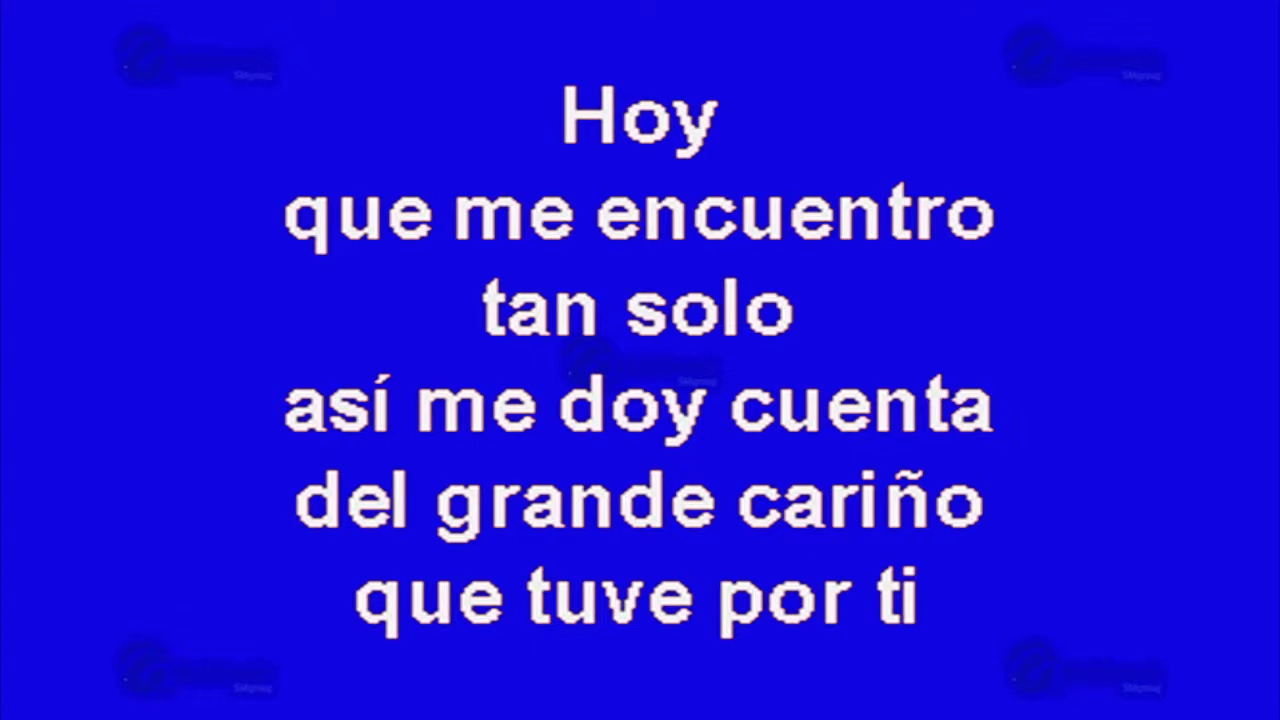 Hoy
que me encuentro
tan solo
así me doy cuenta
del grande cariño
que tuve por ti